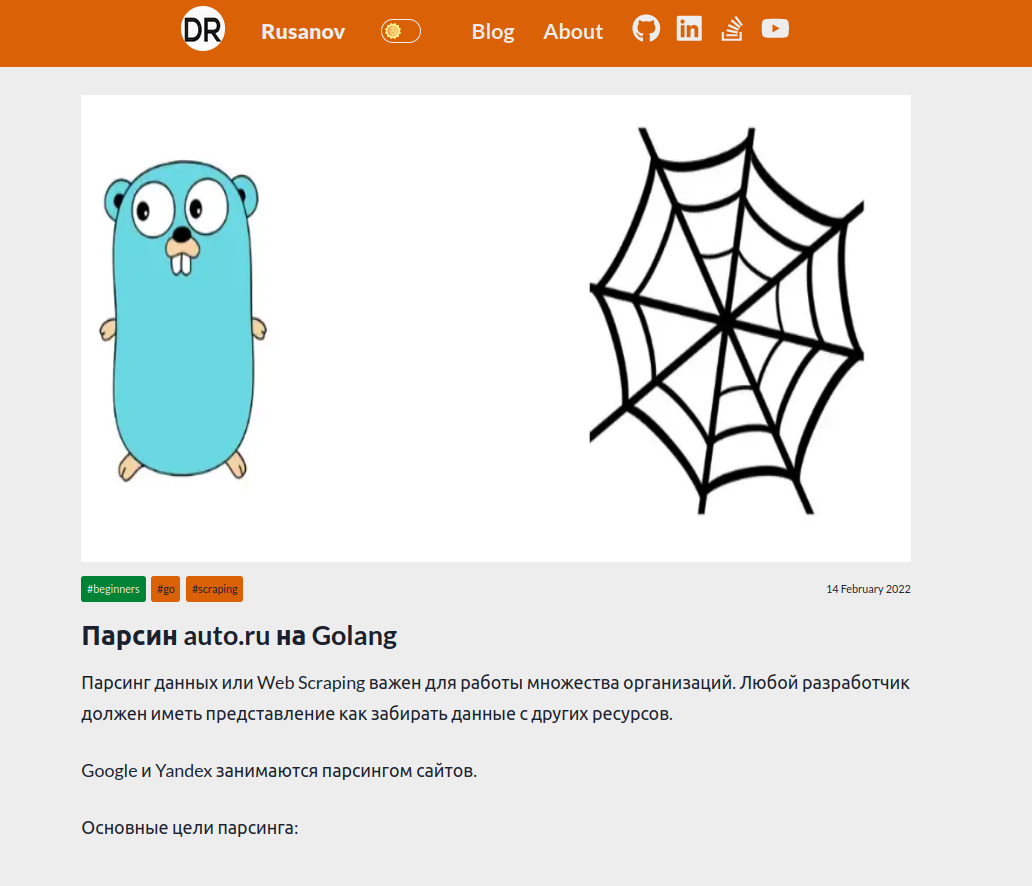 DR Rusanov Blog About
#beginners #go #scraping 14 February 2022
Парсин auto.ru на Golang
Парсинг данных или Web Scraping важен для работы множества организаций. Любой разработчик
должен иметь представление как забирать данные с других ресурсов.
Google и Yandex занимаются парсингом сайтов.
Основные цели парсинга: